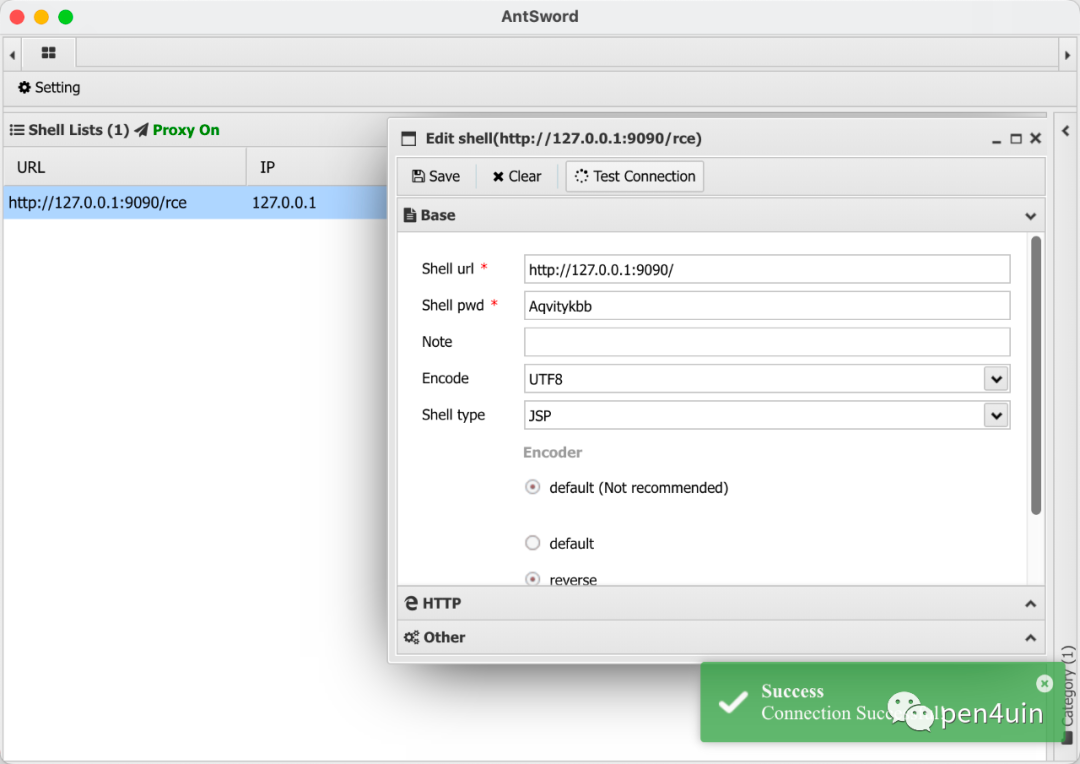 AntSword
Setting
Shell Lists (1) Proxy On
URL IP
http://127.0.0.1:9090/rce 127.0.0.1
Edit shell(http://127.0.0.1:9090/rce)
Save Clear Test Connection
Base
Shell url * http://127.0.0.1:9090/
Shell pwd * Aqvitykbb
Note
Encode UTF8
Shell type JSP
Encoder
default (Not recommended)
default
reverse
HTTP
Other
Success
Connection Succ
pen4uin
Category (1)